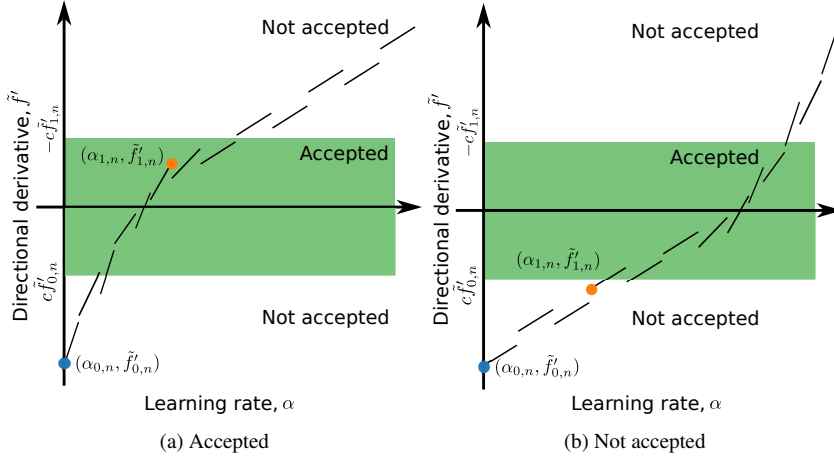 Not accepted
Accepted
Not accepted
Directional derivative, f̃′
−cf̃′₁,ₙ
cf̃′₀,ₙ
(α₁,ₙ, f̃′₁,ₙ)
(α₀,ₙ, f̃′₀,ₙ)
Learning rate, α
(a) Accepted
Not accepted
Accepted
Not accepted
Directional derivative, f̃′
−cf̃′₁,ₙ
cf̃′₀,ₙ
(α₁,ₙ, f̃′₁,ₙ)
(α₀,ₙ, f̃′₀,ₙ)
Learning rate, α
(b) Not accepted